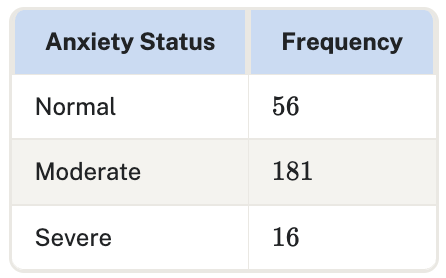 Anxiety Status Frequency
Normal 56
Moderate 181
Severe 16